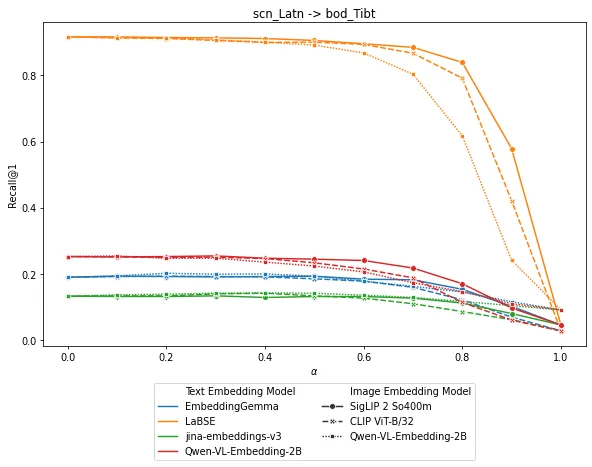 scn_Latn -> bod_Tibt
Recall@1
0.8
0.6
0.4
0.2
0.0
0.0 0.2 0.4 0.6 0.8 1.0
α
Text Embedding Model
EmbeddingGemma
LaBSE
jina-embeddings-v3
Qwen-VL-Embedding-2B
Image Embedding Model
SigLIP 2 So400m
CLIP ViT-B/32
Qwen-VL-Embedding-2B